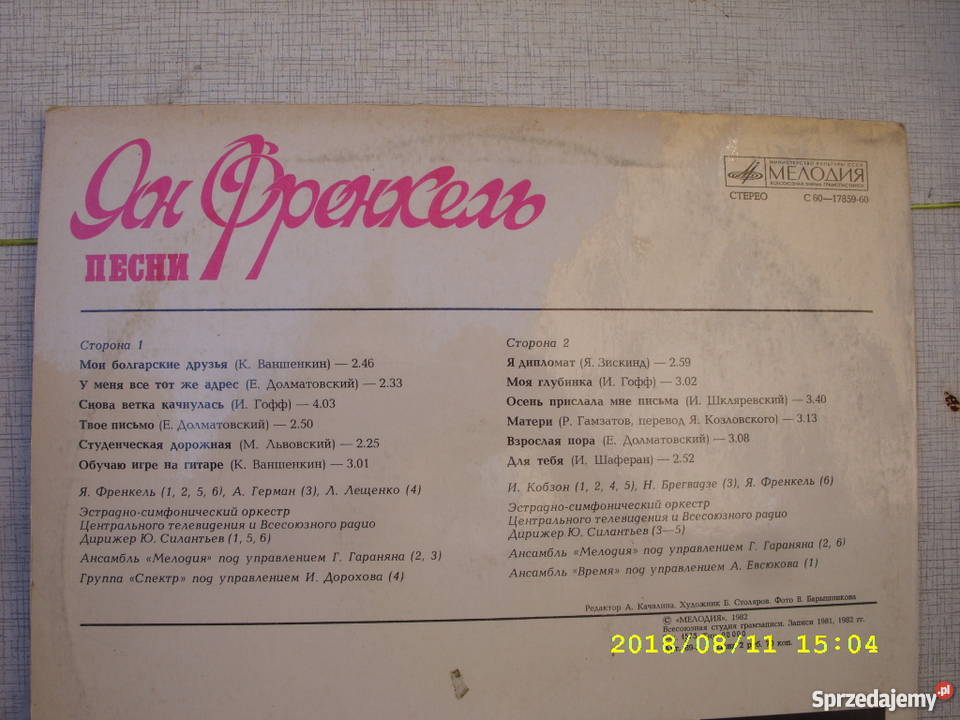 Ян Френкель
ПЕСНИ
МИНИСТЕРСТВО КУЛЬТУРЫ СССР
МЕЛОДИЯ
ВСЕСОЮЗНАЯ ФИРМА ГРАМПЛАСТИНОК
СТЕРЕО С 60—17859-60
Сторона 1
Мои болгарские друзья (К. Ваншенкин) — 2.46
У меня все тот же адрес (Е. Долматовский) — 2.33
Снова ветка качнулась (И. Гофф) — 4.03
Твое письмо (Е. Долматовский) — 2.50
Студенческая дорожная (М. Львовский) — 2.25
Обучаю игре на гитаре (К. Ваншенкин) — 3.01
Я. Френкель (1, 2, 5, 6), А. Герман (3), Л. Лещенко (4)
Эстрадно-симфонический оркестр
Центрального телевидения и Всесоюзного радио
Дирижер Ю. Силантьев (1, 5, 6)
Ансамбль «Мелодия» под управлением Г. Гараняна (2, 3)
Группа «Спектр» под управлением И. Дорохова (4)
Сторона 2
Я дипломат (Я. Зискинд) — 2.59
Моя глубинка (И. Гофф) — 3.02
Осень прислала мне письма (И. Шкляревский) — 3.40
Матери (Р. Гамзатов, перевод Я. Козловского) — 3.13
Взрослая пора (Е. Долматовский) — 3.08
Для тебя (И. Шаферан) — 2.52
И. Кобзон (1, 2, 4, 5), Н. Брегвадзе (3), Я. Френкель (6)
Эстрадно-симфонический оркестр
Центрального телевидения и Всесоюзного радио
Дирижер Ю. Силантьев (3—5)
Ансамбль «Мелодия» под управлением Г. Гараняна (2, 6)
Ансамбль «Время» под управлением А. Евсюкова (1)
Редактор А. Качалина. Художник Б. Столяров. Фото В. Барышникова
© «МЕЛОДИЯ», 1982
Всесоюзная студия грамзаписи. Записи 1981, 1982 гг.
коп.
2018/08/11 15:04
Sprzedajemy.pl